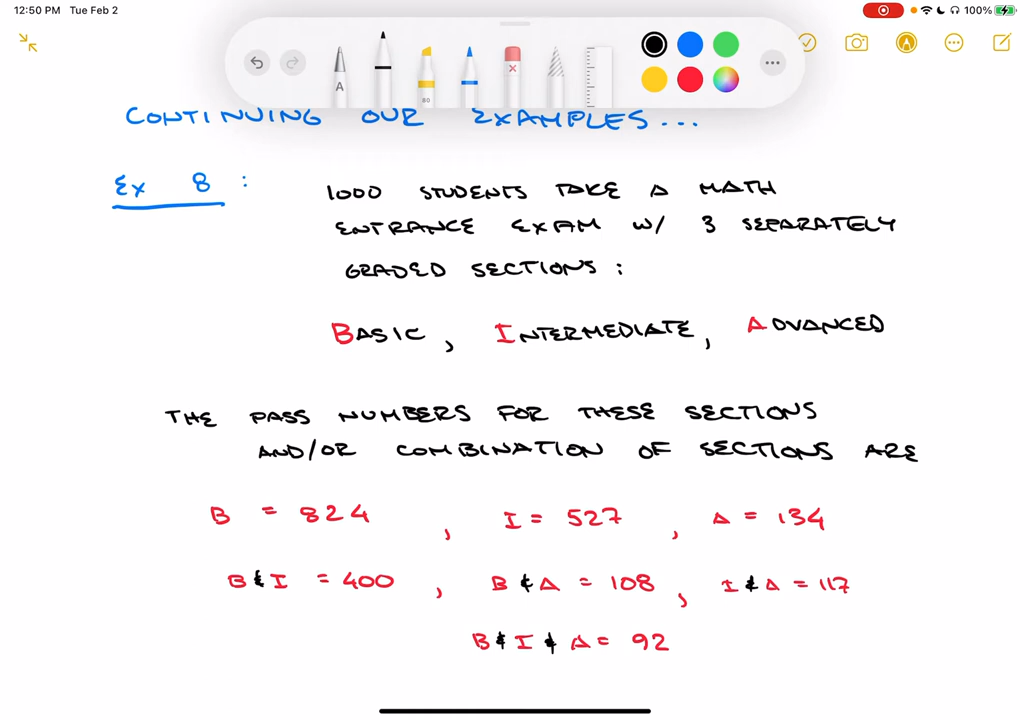 12:50 PM Tue Feb 2
100%
A
80
CONTINUING OUR EXAMPLES...
Ex 8 :
1000 STUDENTS TAKE A MATH
ENTRANCE EXAM W/ 3 SEPARATELY
GRADED SECTIONS :
BASIC, INTERMEDIATE, ADVANCED
THE PASS NUMBERS FOR THESE SECTIONS
AND/OR COMBINATION OF SECTIONS ARE
B = 824, I = 527, A = 134
B & I = 400, B & A = 108, I & A = 117
B & I & A = 92